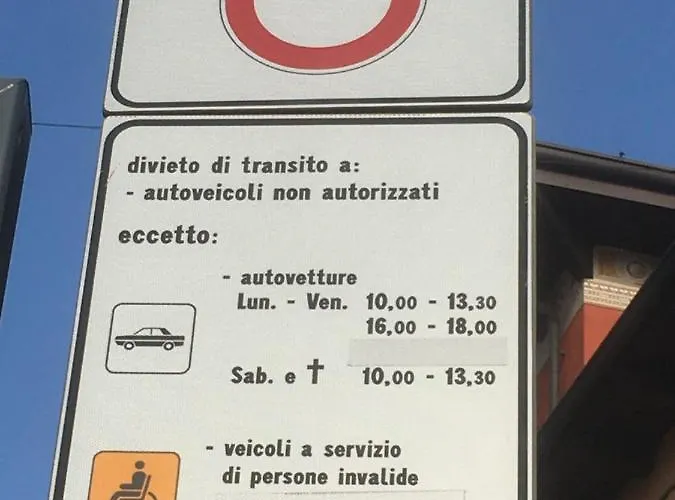 divieto di transito a:
- autoveicoli non autorizzati
eccetto:
- autovetture
Lun. - Ven. 10,00 - 13,30
16,00 - 18,00
Sab. e ✝ 10,00 - 13,30
- veicoli a servizio
di persone invalide